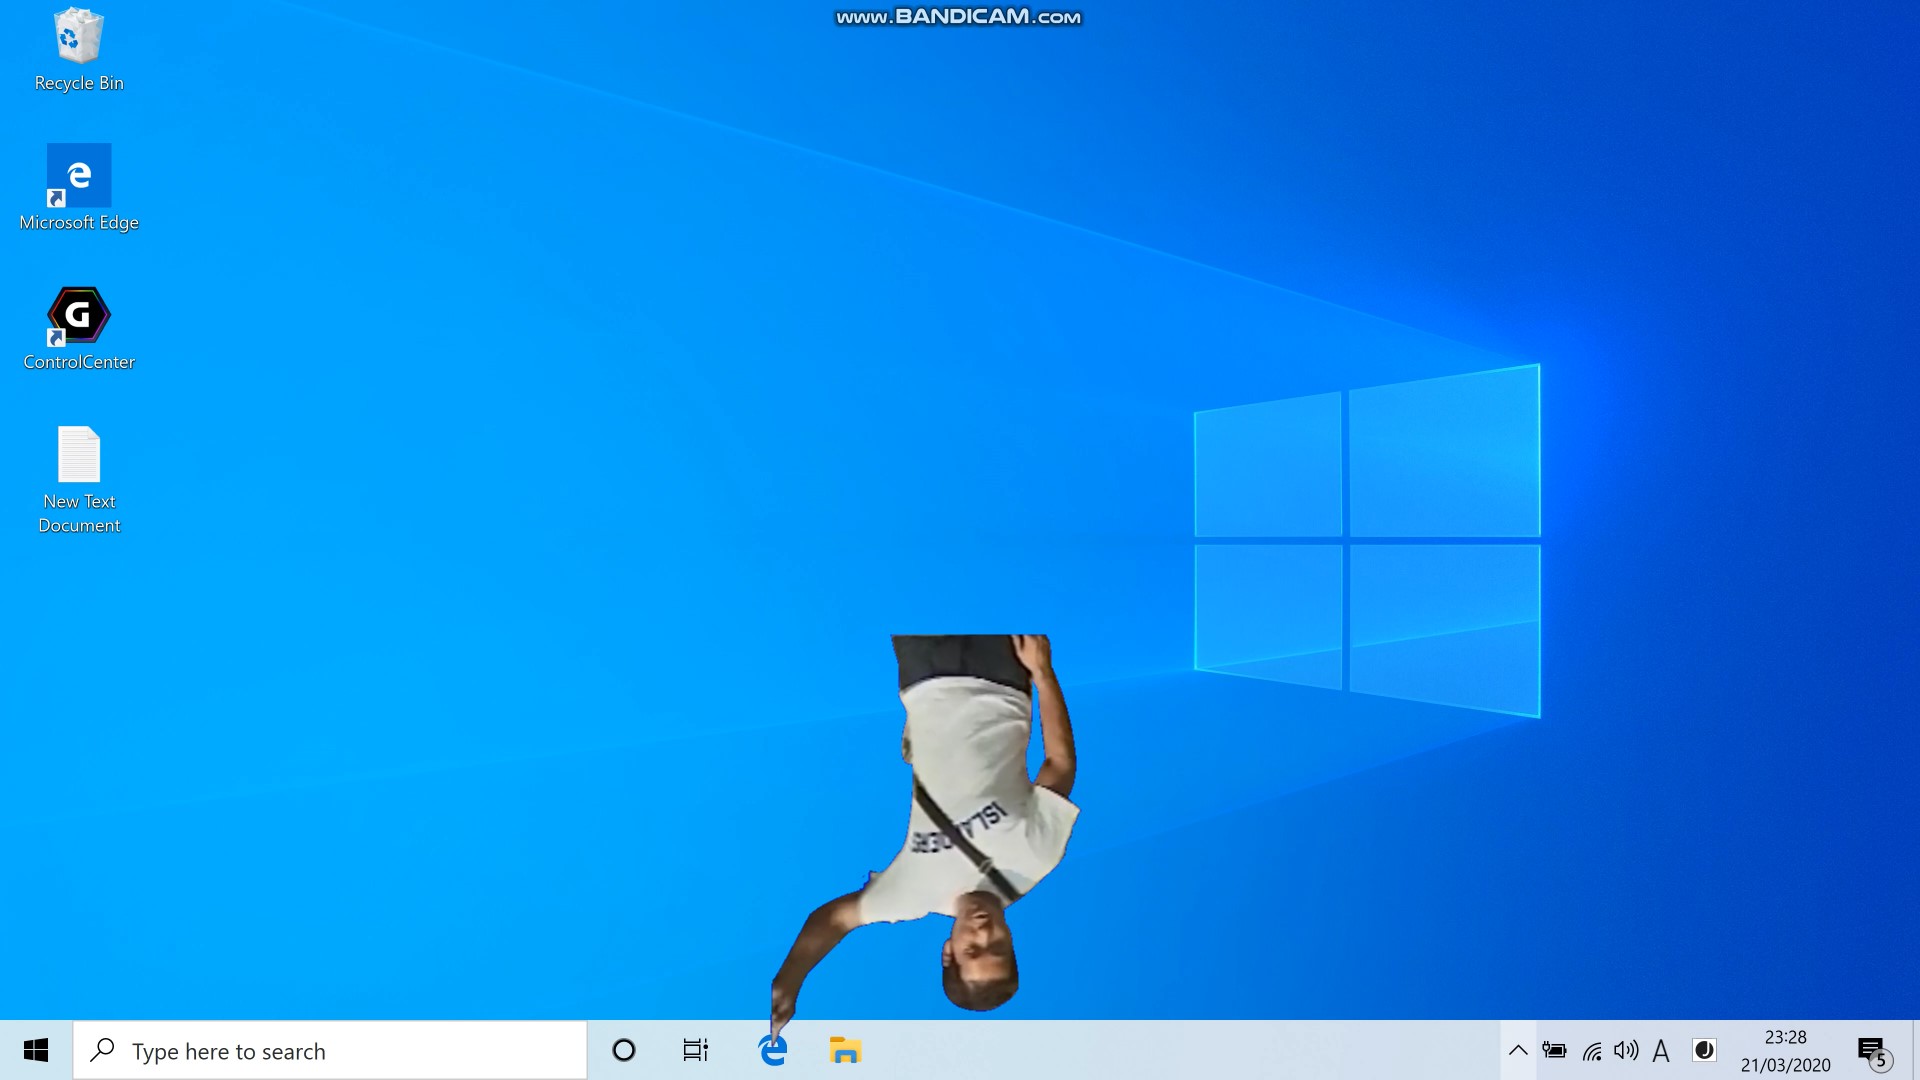 www.BANDICAM.com
Recycle Bin
Microsoft Edge
G
ControlCenter
New Text
Document
ISLANDERS
Type here to search
A
23:28
21/03/2020
5